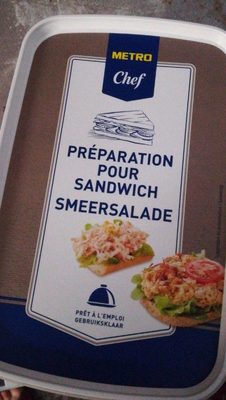 METRO
Chef
PRÉPARATION
POUR
SANDWICH
SMEERSALADE
PRÊT À L'EMPLOI
GEBRUIKSKLAAR